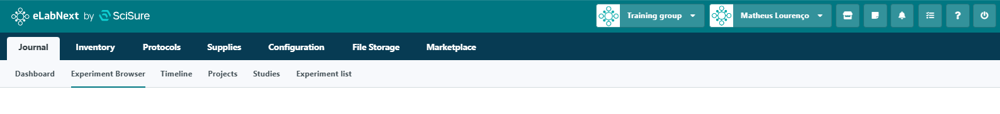 eLabNext by SciSure Training group Matheus Lourenço ?
Journal Inventory Protocols Supplies Configuration File Storage Marketplace
Dashboard Experiment Browser Timeline Projects Studies Experiment list